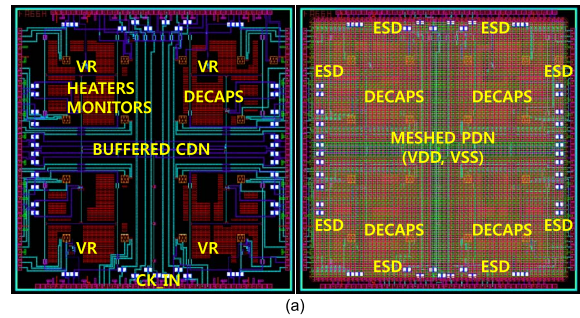 VR VR
HEATERS
MONITORS
DECAPS
BUFFERED CDN
VR VR
CK_IN
ESD ESD
ESD ESD
DECAPS DECAPS
MESHED PDN
(VDD, VSS)
DECAPS DECAPS
ESD ESD
ESD ESD
(a)